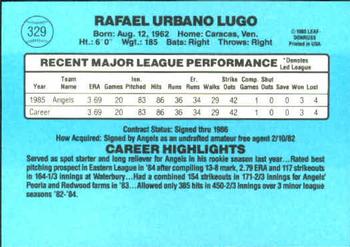 329
RAFAEL URBANO LUGO
Born: Aug. 12, 1962 Home: Caracas, Ven.
Ht: 6'0" Wgt.: 185 Bats: Right Throws: Right
© 1985 LEAF-
DONRUSS
Printed in USA
RECENT MAJOR LEAGUE PERFORMANCE *Denotes
Led League
Team Inn. Er. Strike Comp. Shut
Year Name ERA Games Pitched Hits Runs Runs Walks Outs Games Outs Save Won Lost
1985 Angels 3.69 20 83 86 36 34 29 42 1 0 0 3 4
Career 3.69 20 83 86 36 34 29 42 1 0 0 3 4
Contract Status: Signed thru 1986
How Acquired: Signed by Angels as an undrafted amateur free agent 2/10/82
CAREER HIGHLIGHTS
Served as spot starter and long reliever for Angels in his rookie season last year...Rated best
pitching prospect in Eastern League in '84 after compiling 13-8 mark, 2.79 ERA and 117 strikeouts
in 164-1/3 innings at Waterbury...Had a combined 154 strikeouts in 171-2/3 innings for Angels'
Peoria and Redwood farms in '83...Allowed only 385 hits in 450-2/3 innings over 3 minor league
seasons '82-'84.